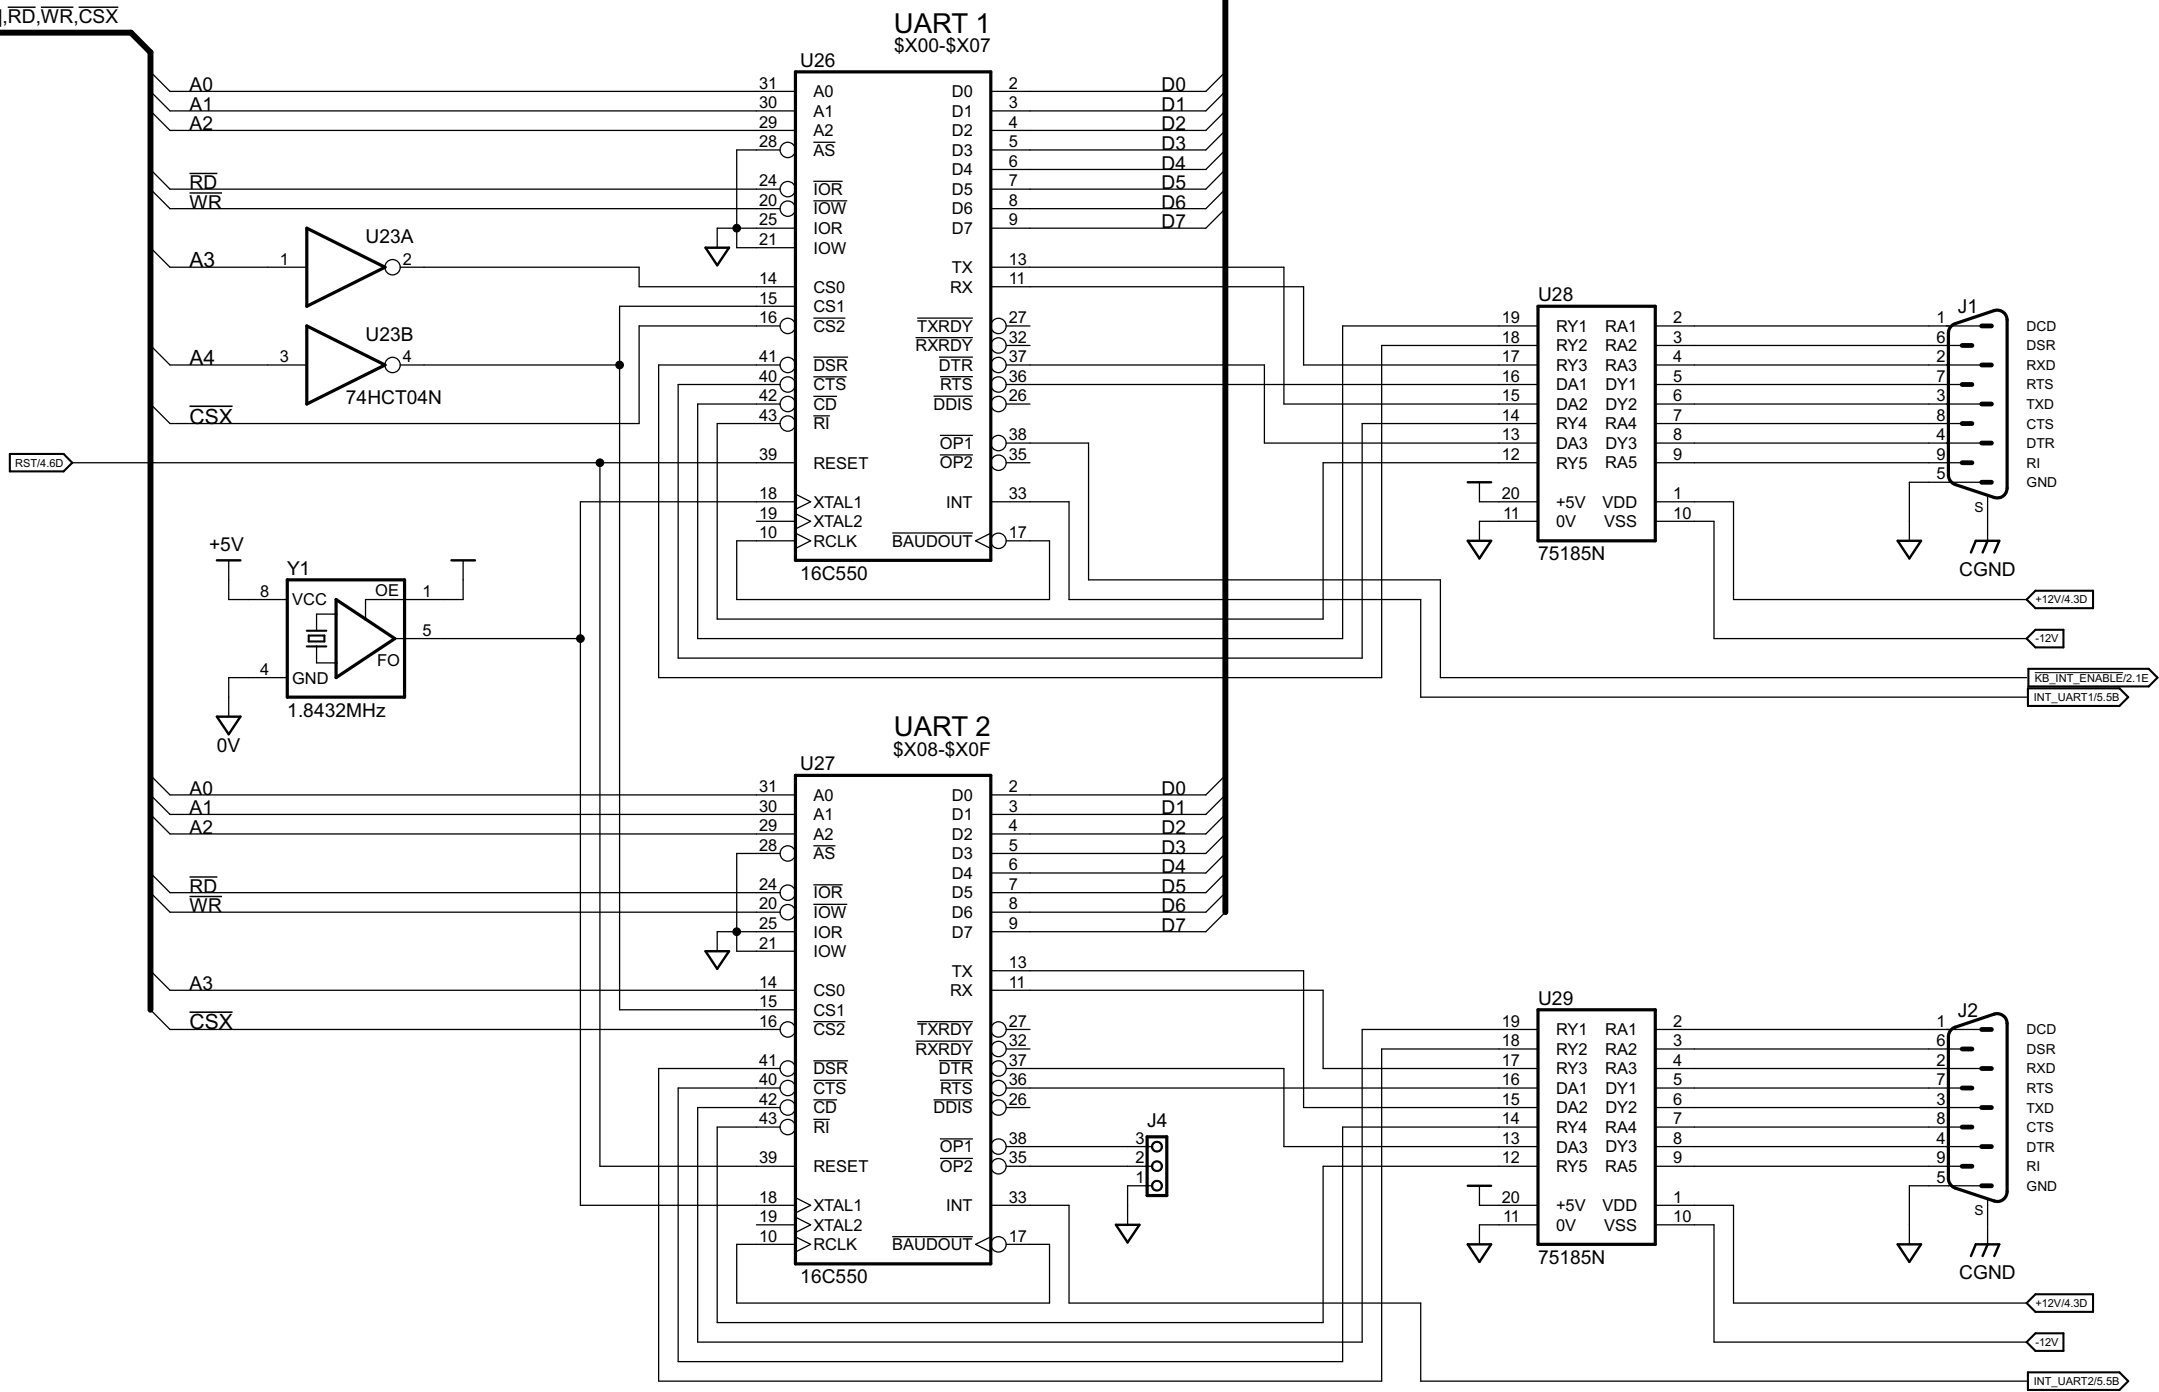 ],RD,WR,CSX
UART 1
$X00-$X07
U26
A0
A1
A2
RD
WR
A3
A4
CSX
31
30
29
28
24
20
25
21
14
15
16
41
40
42
43
39
18
19
10
A0
A1
A2
AS
IOR
IOW
IOR
IOW
CS0
CS1
CS2
DSR
CTS
CD
RI
RESET
XTAL1
XTAL2
RCLK
D0
D1
D2
D3
D4
D5
D6
D7
TX
RX
TXRDY
RXRDY
DTR
RTS
DDIS
OP1
OP2
INT
BAUDOUT
2
3
4
5
6
7
8
9
13
11
27
32
37
36
26
38
35
33
17
D0
D1
D2
D3
D4
D5
D6
D7
16C550
U23A
1
2
U23B
3
4
74HCT04N
RST/4.6D
+5V
Y1
8
VCC
OE
1
5
FO
4
GND
1.8432MHz
0V
U28
19
18
17
16
15
14
13
12
20
11
RY1 RA1
RY2 RA2
RY3 RA3
DA1 DY1
DA2 DY2
RY4 RA4
DA3 DY3
RY5 RA5
+5V VDD
0V VSS
2
3
4
5
6
7
8
9
1
10
75185N
J1
1
6
2
7
3
8
4
9
5
S
DCD
DSR
RXD
RTS
TXD
CTS
DTR
RI
GND
CGND
+12V/4.3D
-12V
KB_INT_ENABLE/2.1E
INT_UART1/5.5B
UART 2
$X08-$X0F
U27
A0
A1
A2
RD
WR
A3
CSX
31
30
29
28
24
20
25
21
14
15
16
41
40
42
43
39
18
19
10
A0
A1
A2
AS
IOR
IOW
IOR
IOW
CS0
CS1
CS2
DSR
CTS
CD
RI
RESET
XTAL1
XTAL2
RCLK
D0
D1
D2
D3
D4
D5
D6
D7
TX
RX
TXRDY
RXRDY
DTR
RTS
DDIS
OP1
OP2
INT
BAUDOUT
2
3
4
5
6
7
8
9
13
11
27
32
37
36
26
38
35
33
17
D0
D1
D2
D3
D4
D5
D6
D7
16C550
J4
3
2
1
U29
19
18
17
16
15
14
13
12
20
11
RY1 RA1
RY2 RA2
RY3 RA3
DA1 DY1
DA2 DY2
RY4 RA4
DA3 DY3
RY5 RA5
+5V VDD
0V VSS
2
3
4
5
6
7
8
9
1
10
75185N
J2
1
6
2
7
3
8
4
9
5
S
DCD
DSR
RXD
RTS
TXD
CTS
DTR
RI
GND
CGND
+12V/4.3D
-12V
INT_UART2/5.5B